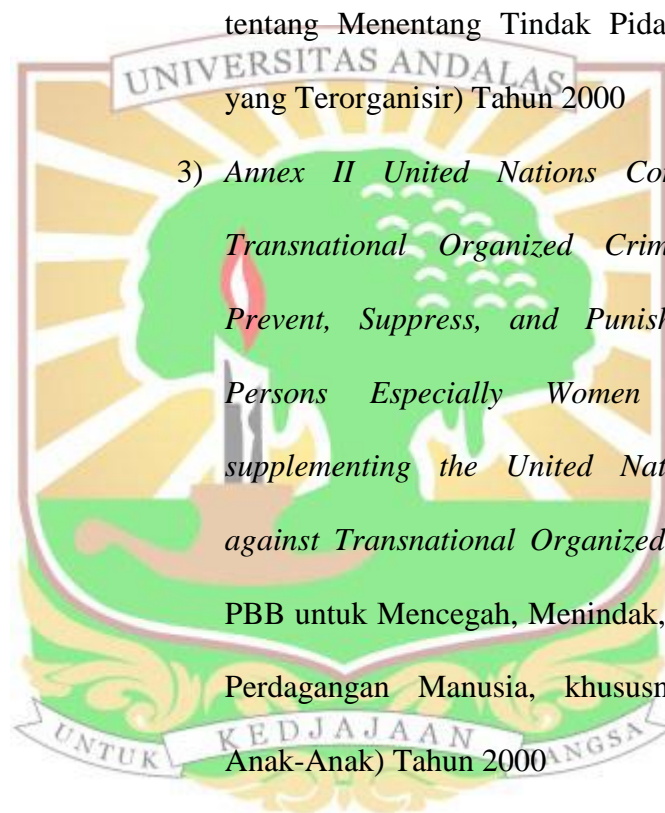 tentang Menentang Tindak Pida
UNIVERSITAS ANDALAS
yang Terorganisir) Tahun 2000
3) Annex II United Nations Con
Transnational Organized Crim
Prevent, Suppress, and Punish
Persons Especially Women
supplementing the United Nat
against Transnational Organized
PBB untuk Mencegah, Menindak,
Perdagangan Manusia, khususn
UNTUK KEDJAJAAN BANGSA
Anak-Anak) Tahun 2000